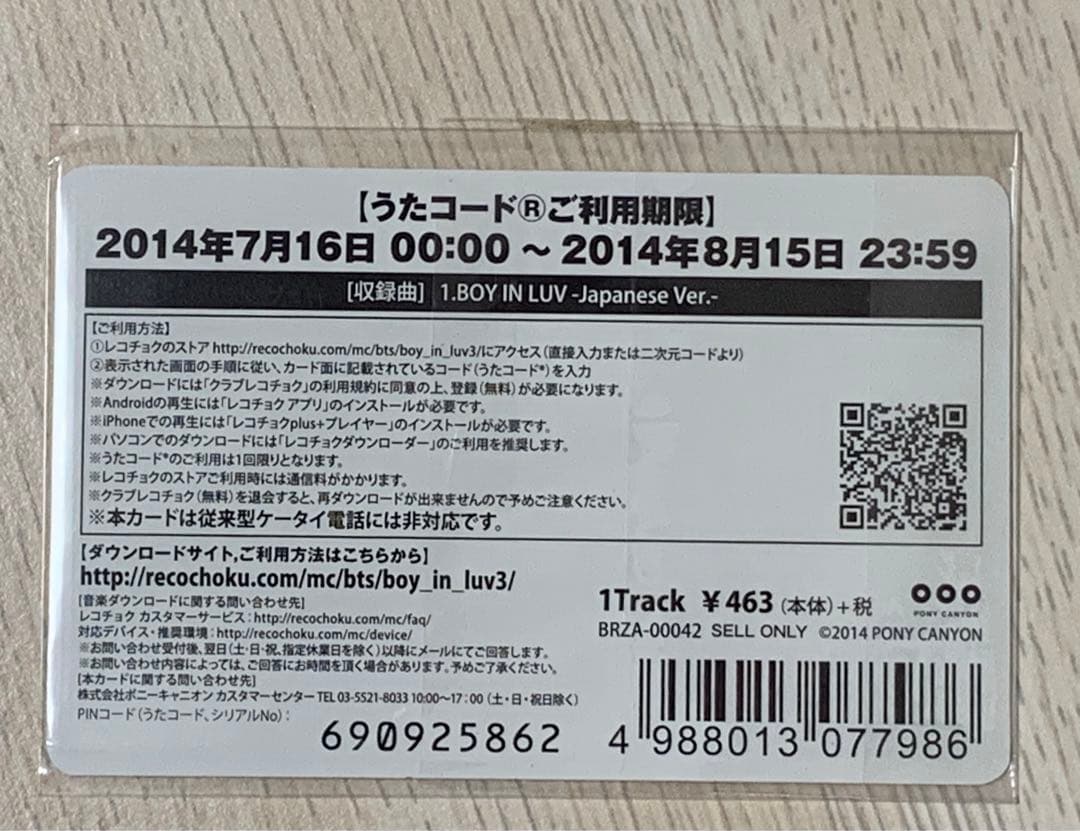 【うたコード®ご利用期限】
2014年7月16日 00:00 ～ 2014年8月15日 23:59
[収録曲] 1.BOY IN LUV -Japanese Ver.-
【ご利用方法】
①レコチョクのストア http://recochoku.com/mc/bts/boy_in_luv3/にアクセス(直接入力または二次元コードより)
②表示された画面の手順に従い、カード面に記載されているコード(うたコード®)を入力
※ダウンロードには「クラブレコチョク」の利用規約に同意の上、登録(無料)が必要になります。
※Androidの再生には「レコチョク アプリ」のインストールが必要です。
※iPhoneでの再生には「レコチョクplus+プレイヤー」のインストールが必要です。
※パソコンでのダウンロードには「レコチョクダウンローダー」のご利用を推奨します。
※うたコード®のご利用は1回限りとなります。
※レコチョクのストアご利用時には通信料がかかります。
※クラブレコチョク(無料)を退会すると、再ダウンロードが出来ませんので予めご注意ください。
※本カードは従来型ケータイ電話には非対応です。
【ダウンロードサイト,ご利用方法はこちらから】
http://recochoku.com/mc/bts/boy_in_luv3/
[音楽ダウンロードに関する問い合わせ先]
レコチョク カスタマーサービス：http://recochoku.com/mc/faq/
対応デバイス・推奨環境：http://recochoku.com/mc/device/
※お問い合わせ受付後、翌日(土・日・祝、指定休業日を除く)以降にメールにてご回答します。
※お問い合わせ内容によっては、ご回答にお時間を頂く場合があります。予めご了承ください。
[本カードに関する問い合わせ先]
株式会社ポニーキャニオン カスタマーセンター TEL 03-5521-8033 10:00〜17:00 (土・日・祝日除く)
PINコード(うたコード、シリアルNo)：
690925862
1Track ￥463 (本体)+税
PONY CANYON
BRZA-00042 SELL ONLY ©2014 PONY CANYON
4 988013 077986